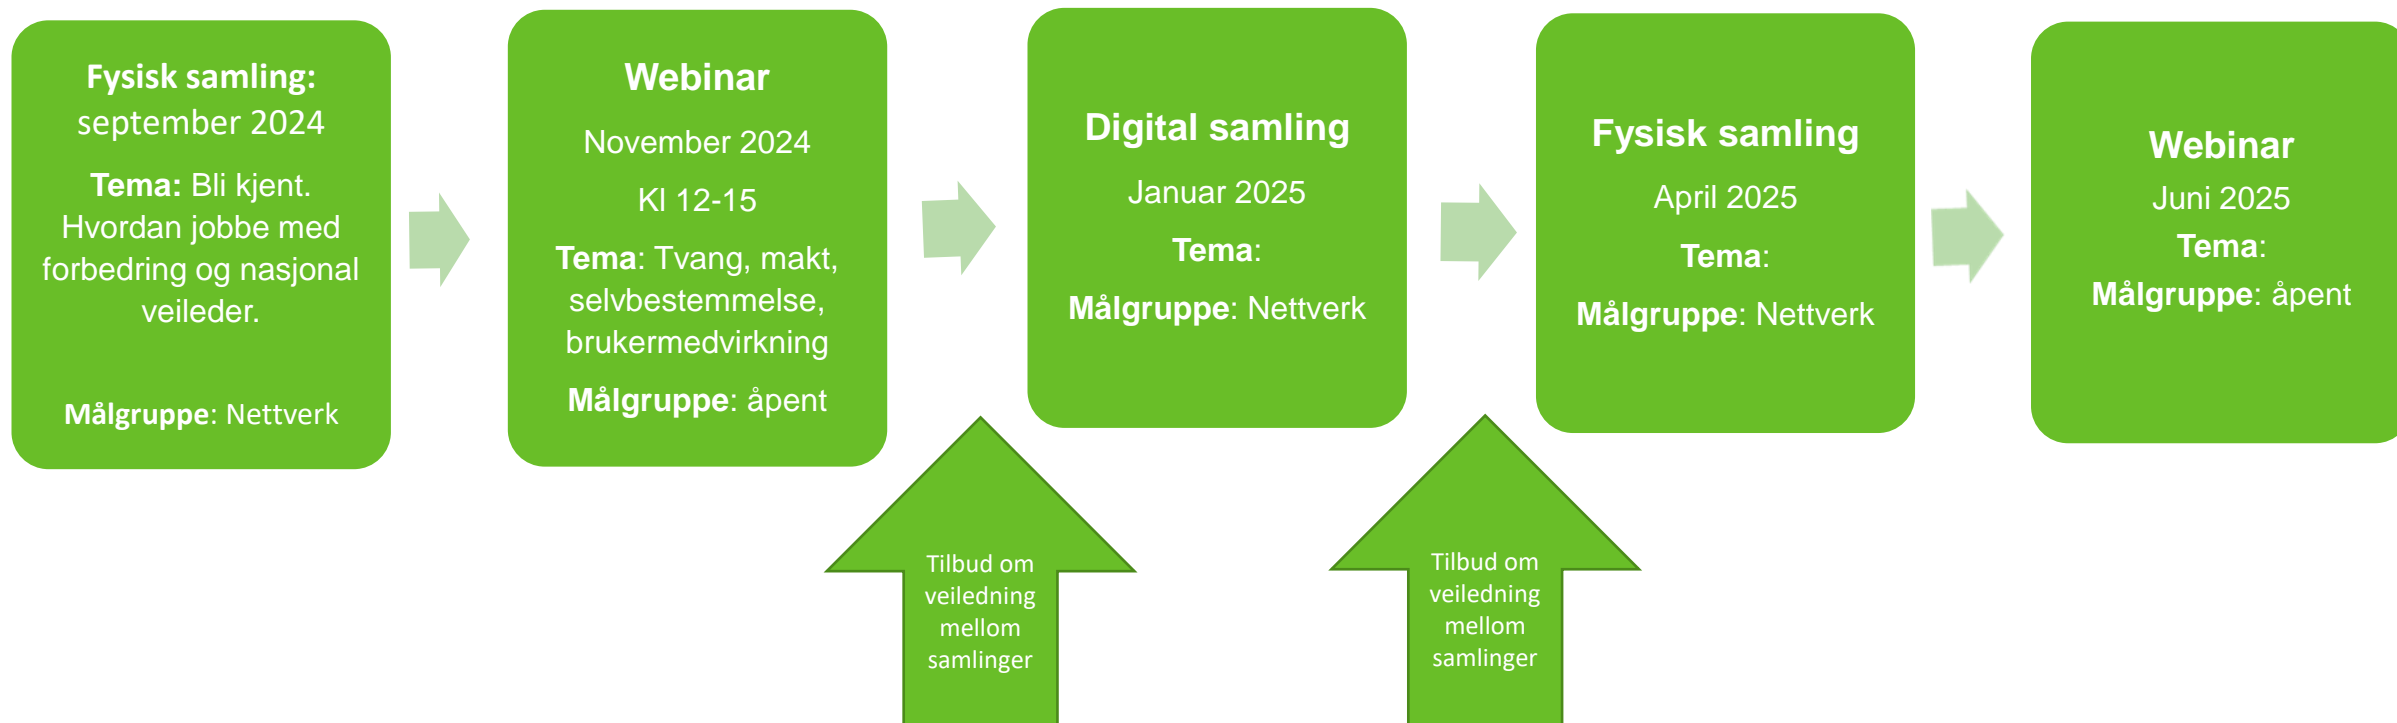 Fysisk samling:
september 2024
Tema: Bli kjent.
Hvordan jobbe med
forbedring og nasjonal
veileder.
Målgruppe: Nettverk
Webinar
November 2024
Kl 12-15
Tema: Tvang, makt,
selvbestemmelse,
brukermedvirkning
Målgruppe: åpent
Digital samling
Januar 2025
Tema:
Målgruppe: Nettverk
Fysisk samling
April 2025
Tema:
Målgruppe: Nettverk
Webinar
Juni 2025
Tema:
Målgruppe: åpent
Tilbud om
veiledning
mellom
samlinger
Tilbud om
veiledning
mellom
samlinger